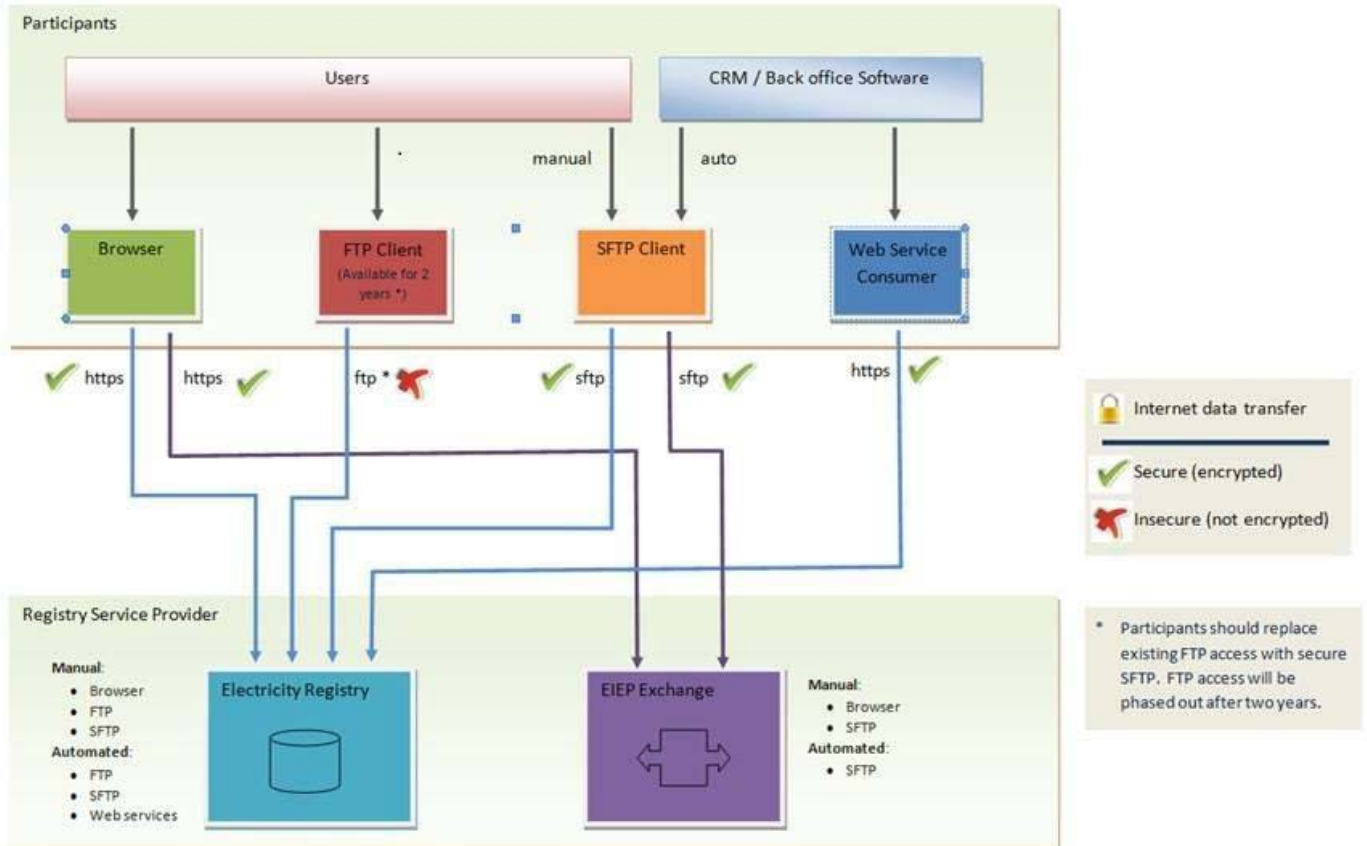 Participants
Users
CRM / Back office Software
manual
auto
Browser
FTP Client
(Available for 2
years *)
SFTP Client
Web Service
Consumer
https
https
ftp *
sftp
sftp
https
Internet data transfer
Secure (encrypted)
Insecure (not encrypted)
Registry Service Provider
Manual:
• Browser
• FTP
• SFTP
Automated:
• FTP
• SFTP
• Web services
Electricity Registry
EIEP Exchange
Manual:
• Browser
• SFTP
Automated:
• SFTP
* Participants should replace
existing FTP access with secure
SFTP. FTP access will be
phased out after two years.